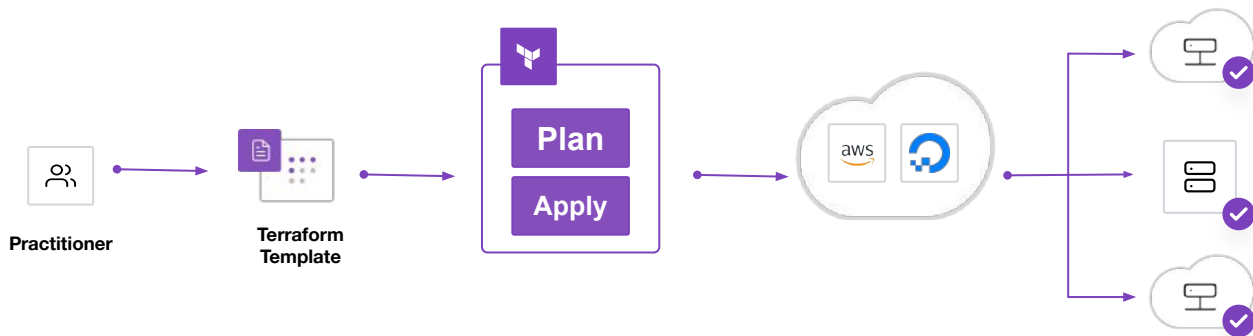 Practitioner
Terraform
Template
Plan
Apply
aws